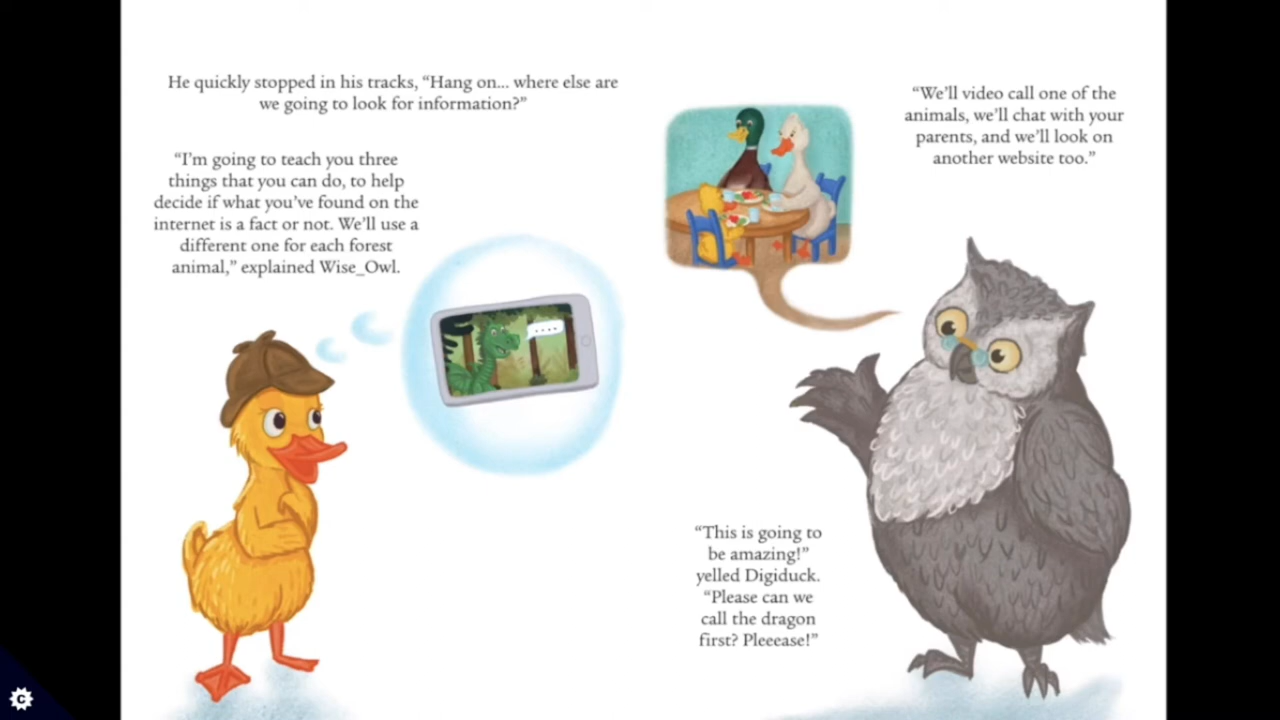 He quickly stopped in his tracks, “Hang on... where else are
we going to look for information?”
“I’m going to teach you three
things that you can do, to help
decide if what you’ve found on the
internet is a fact or not. We’ll use a
different one for each forest
animal,” explained Wise_Owl.
“We’ll video call one of the
animals, we’ll chat with your
parents, and we’ll look on
another website too.”
“This is going to
be amazing!”
yelled Digiduck.
“Please can we
call the dragon
first? Pleeease!”
C